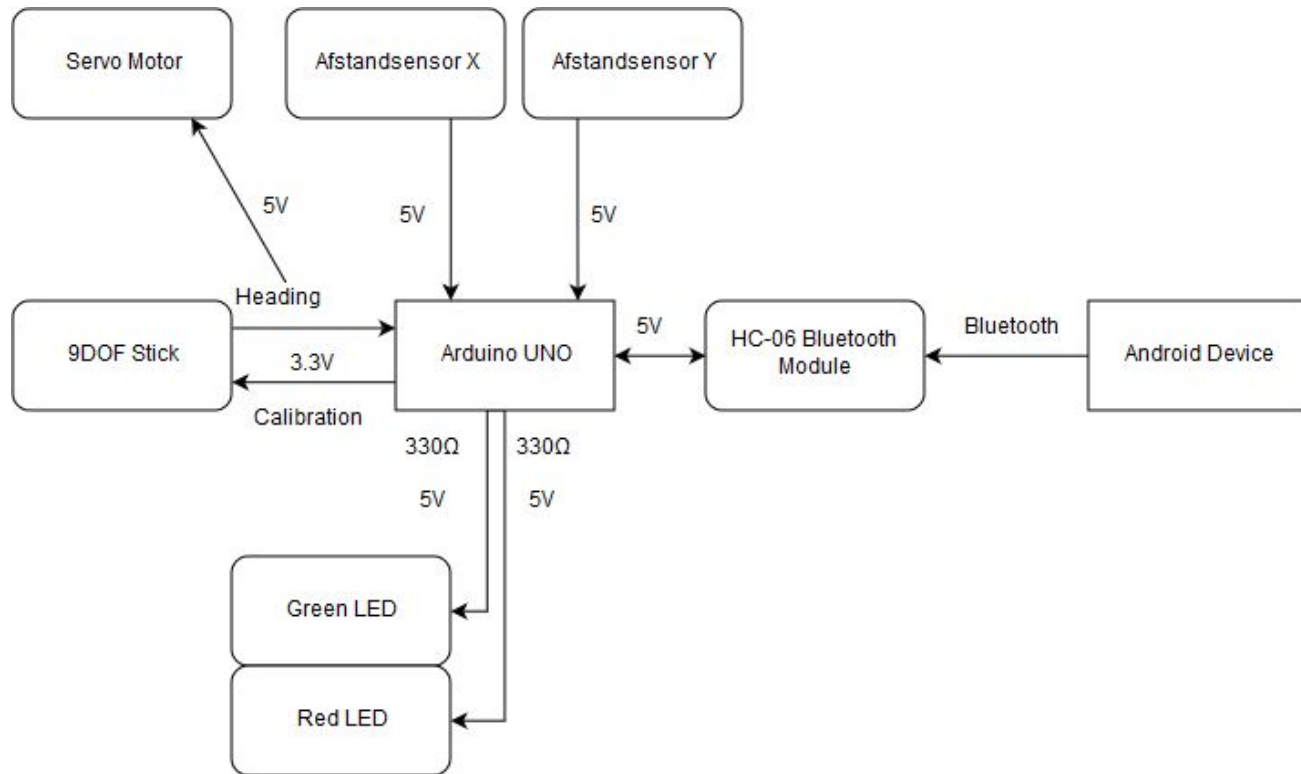 Servo Motor
Afstandsensor X
Afstandsensor Y
5V
5V
5V
Heading
9DOF Stick
3.3V
Calibration
Arduino UNO
5V
HC-06 Bluetooth
Module
Bluetooth
Android Device
330Ω
330Ω
5V
5V
Green LED
Red LED